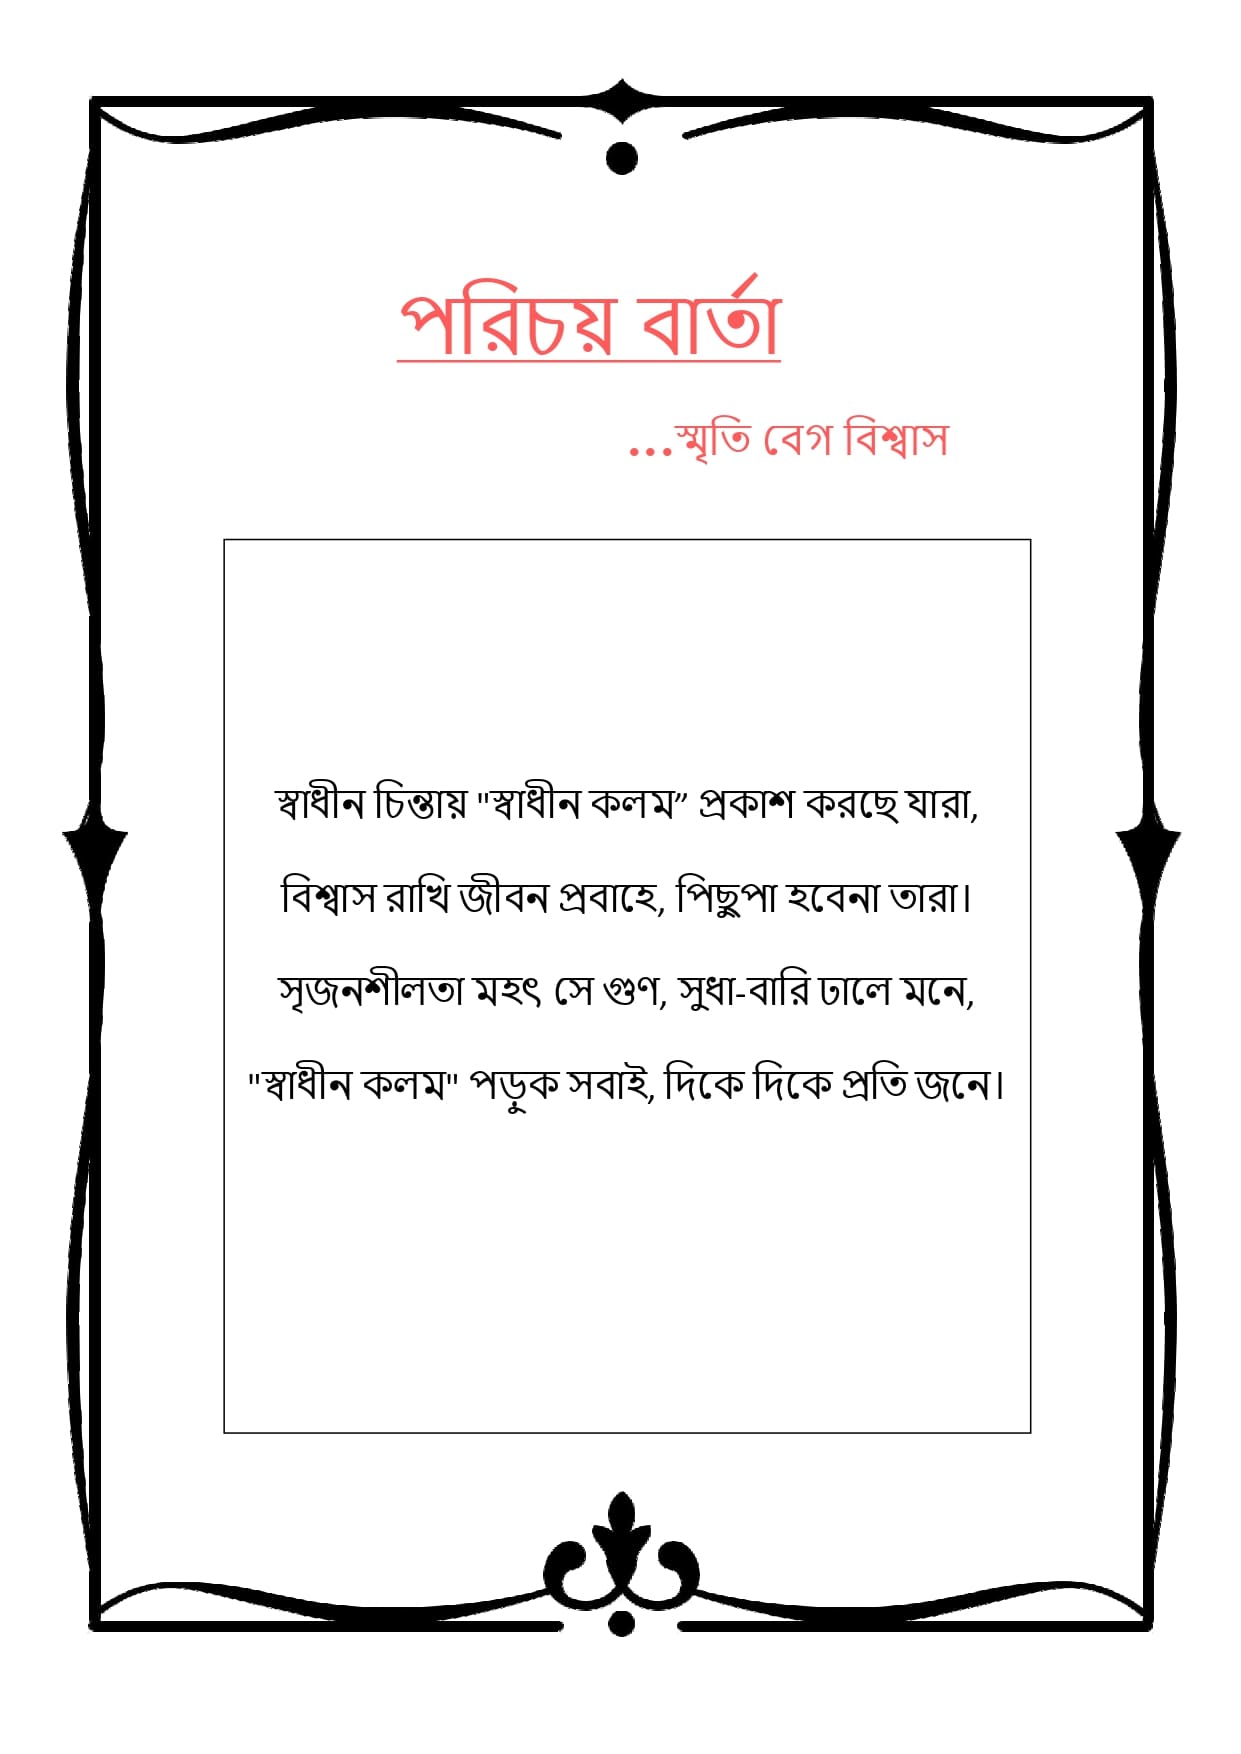 পরিচয় বার্তা
...স্মৃতি বেগ বিশ্বাস
স্বাধীন চিন্তায় "স্বাধীন কলম” প্রকাশ করছে যারা,
বিশ্বাস রাখি জীবন প্রবাহে, পিছুপা হবেনা তারা।
সৃজনশীলতা মহৎ সে গুণ, সুধা-বারি ঢালে মনে,
"স্বাধীন কলম" পড়ুক সবাই, দিকে দিকে প্রতি জনে।